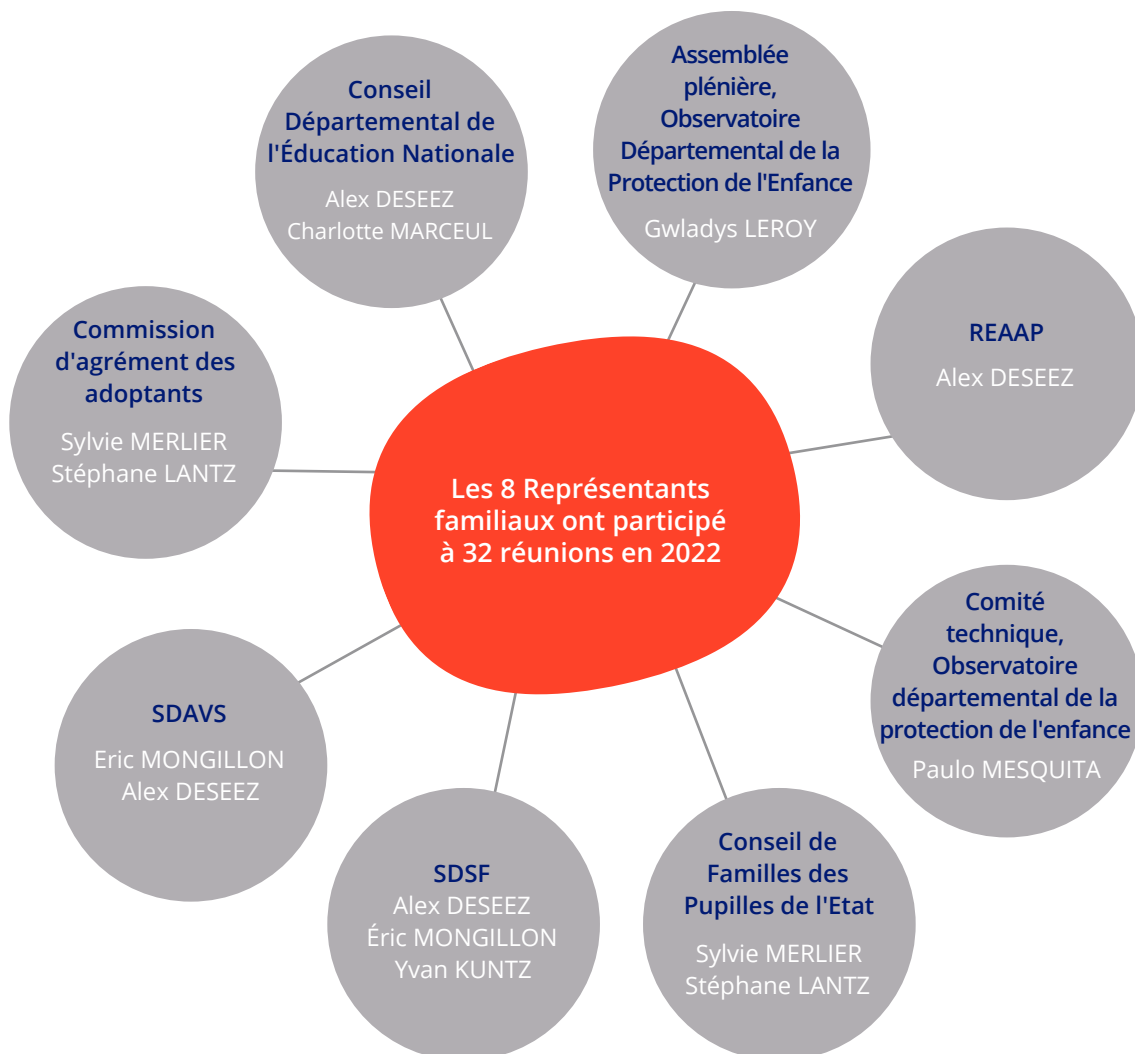 Conseil
Départemental de
l'Éducation Nationale
Alex DESEEZ
Charlotte MARCEUL
Assemblée
plénière,
Observatoire
Départemental de la
Protection de l'Enfance
Gwladys LEROY
REAAP
Alex DESEEZ
Commission
d'agrément des
adoptants
Sylvie MERLIER
Stéphane LANTZ
Les 8 Représentants
familiaux ont participé
à 32 réunions en 2022
Comité
technique,
Observatoire
départemental de la
protection de l'enfance
Paulo MESQUITA
SDAVS
Eric MONGILLON
Alex DESEEZ
SDSF
Alex DESEEZ
Éric MONGILLON
Yvan KUNTZ
Conseil de
Familles des
Pupilles de l'Etat
Sylvie MERLIER
Stéphane LANTZ